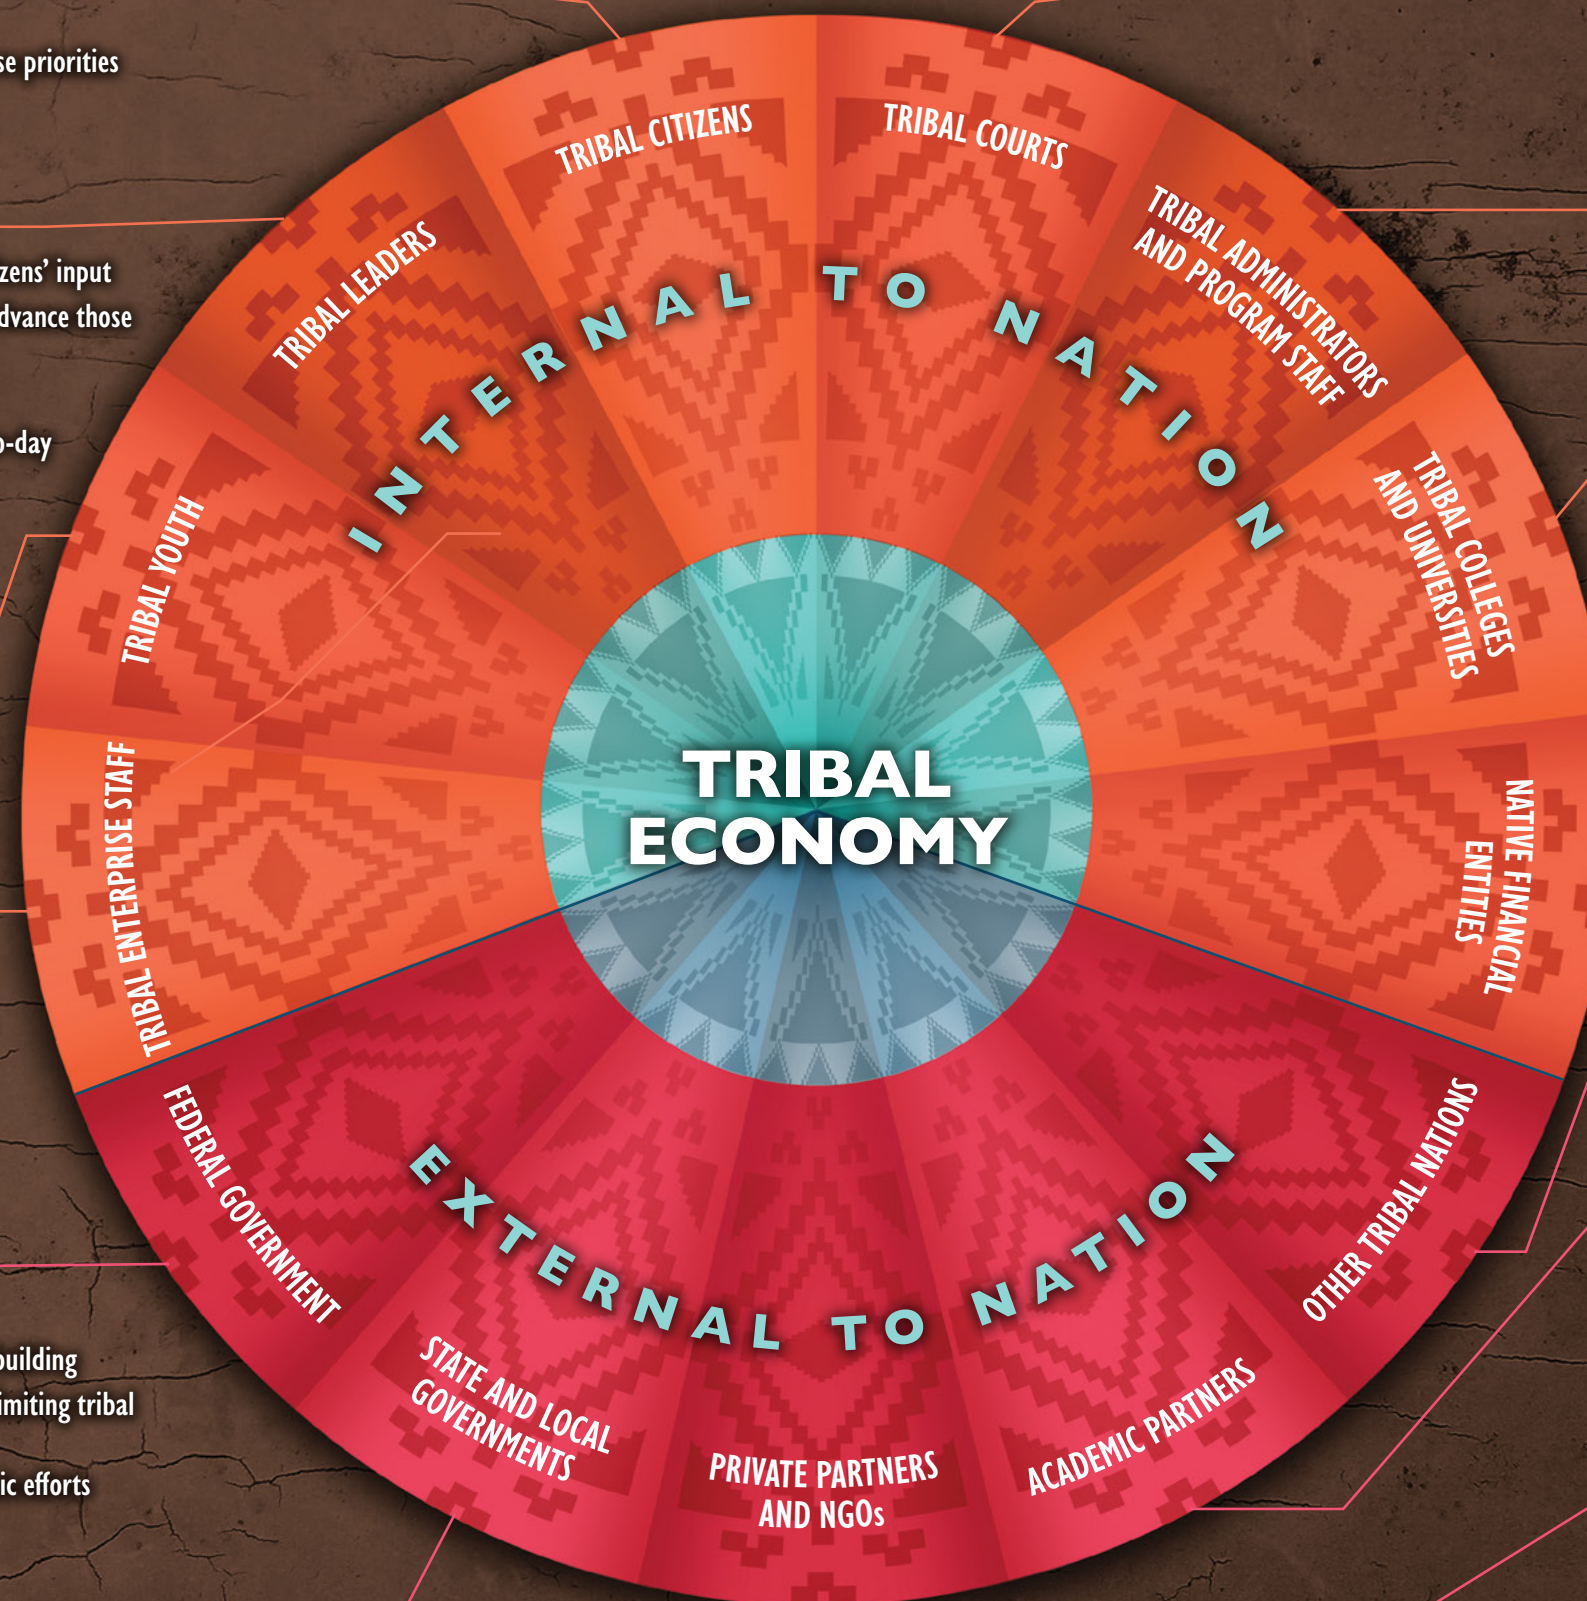 se priorities
zens’ input
dvance those
o-day
TRIBAL CITIZENS
TRIBAL COURTS
TRIBAL LEADERS
TRIBAL ADMINISTRATORS
AND PROGRAM STAFF
INTERNAL TO NATION
TRIBAL YOUTH
TRIBAL COLLEGES
AND UNIVERSITIES
TRIBAL ENTERPRISE STAFF
NATIVE FINANCIAL
ENTITIES
TRIBAL
ECONOMY
FEDERAL GOVERNMENT
OTHER TRIBAL NATIONS
EXTERNAL TO NATION
STATE AND LOCAL
GOVERNMENTS
PRIVATE PARTNERS
AND NGOs
ACADEMIC PARTNERS
building
imiting tribal
ic efforts